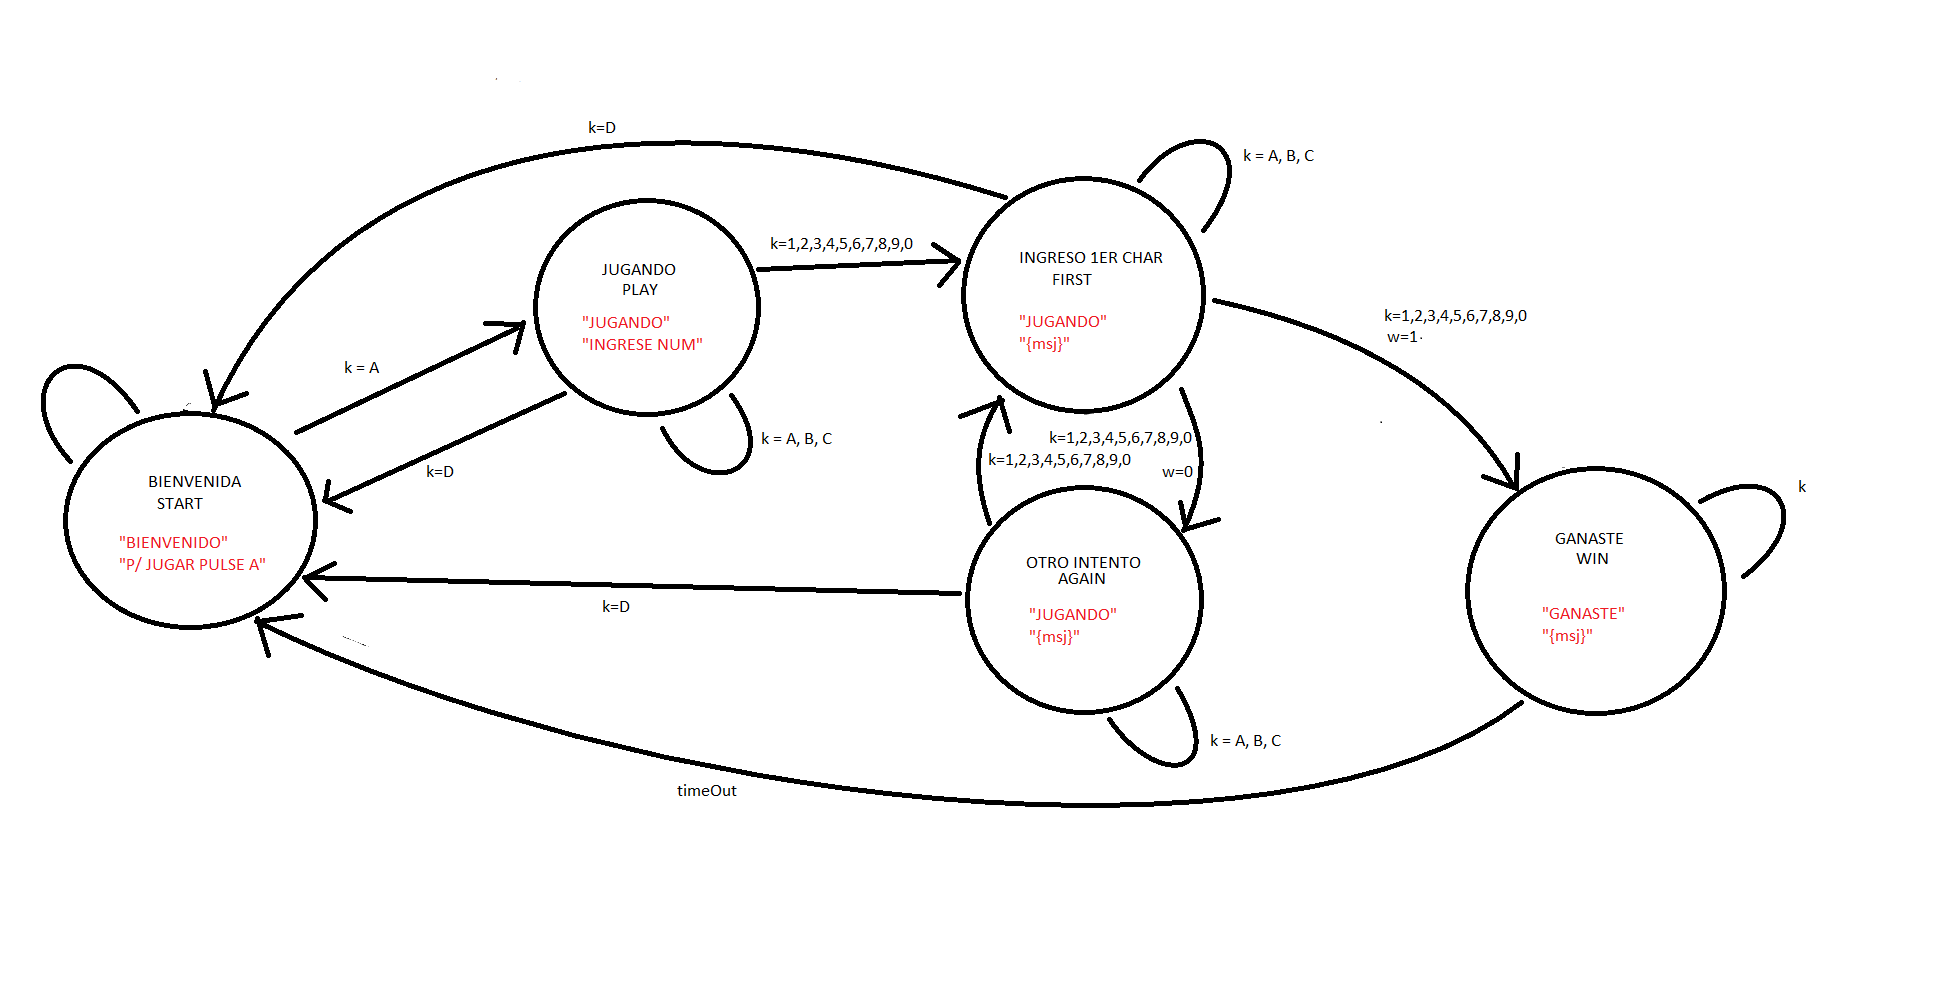 k=D
k = A, B, C
k=1,2,3,4,5,6,7,8,9,0
JUGANDO
PLAY
"JUGANDO"
"INGRESE NUM"
INGRESO 1ER CHAR
FIRST
"JUGANDO"
"{msj}"
k=1,2,3,4,5,6,7,8,9,0
w=1
k = A
k=D
k = A, B, C
k=1,2,3,4,5,6,7,8,9,0
k=1,2,3,4,5,6,7,8,9,0
w=0
BIENVENIDA
START
"BIENVENIDO"
"P/ JUGAR PULSE A"
k
GANASTE
WIN
"GANASTE"
"{msj}"
OTRO INTENTO
AGAIN
"JUGANDO"
"{msj}"
k=D
k = A, B, C
timeOut